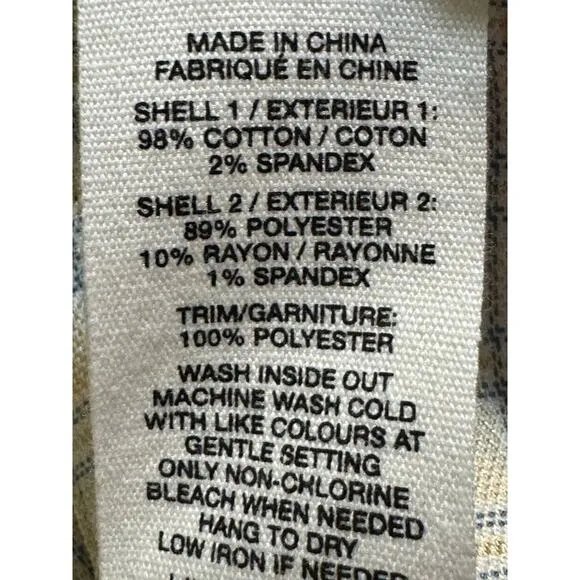 MADE IN CHINA
FABRIQUÉ EN CHINE
SHELL 1 / EXTERIEUR 1:
98% COTTON / COTON
2% SPANDEX
SHELL 2 / EXTERIEUR 2:
89% POLYESTER
10% RAYON / RAYONNE
1% SPANDEX
TRIM/GARNITURE:
100% POLYESTER
WASH INSIDE OUT
MACHINE WASH COLD
WITH LIKE COLOURS AT
GENTLE SETTING
ONLY NON-CHLORINE
BLEACH WHEN NEEDED
HANG TO DRY
LOW IRON IF NEEDED